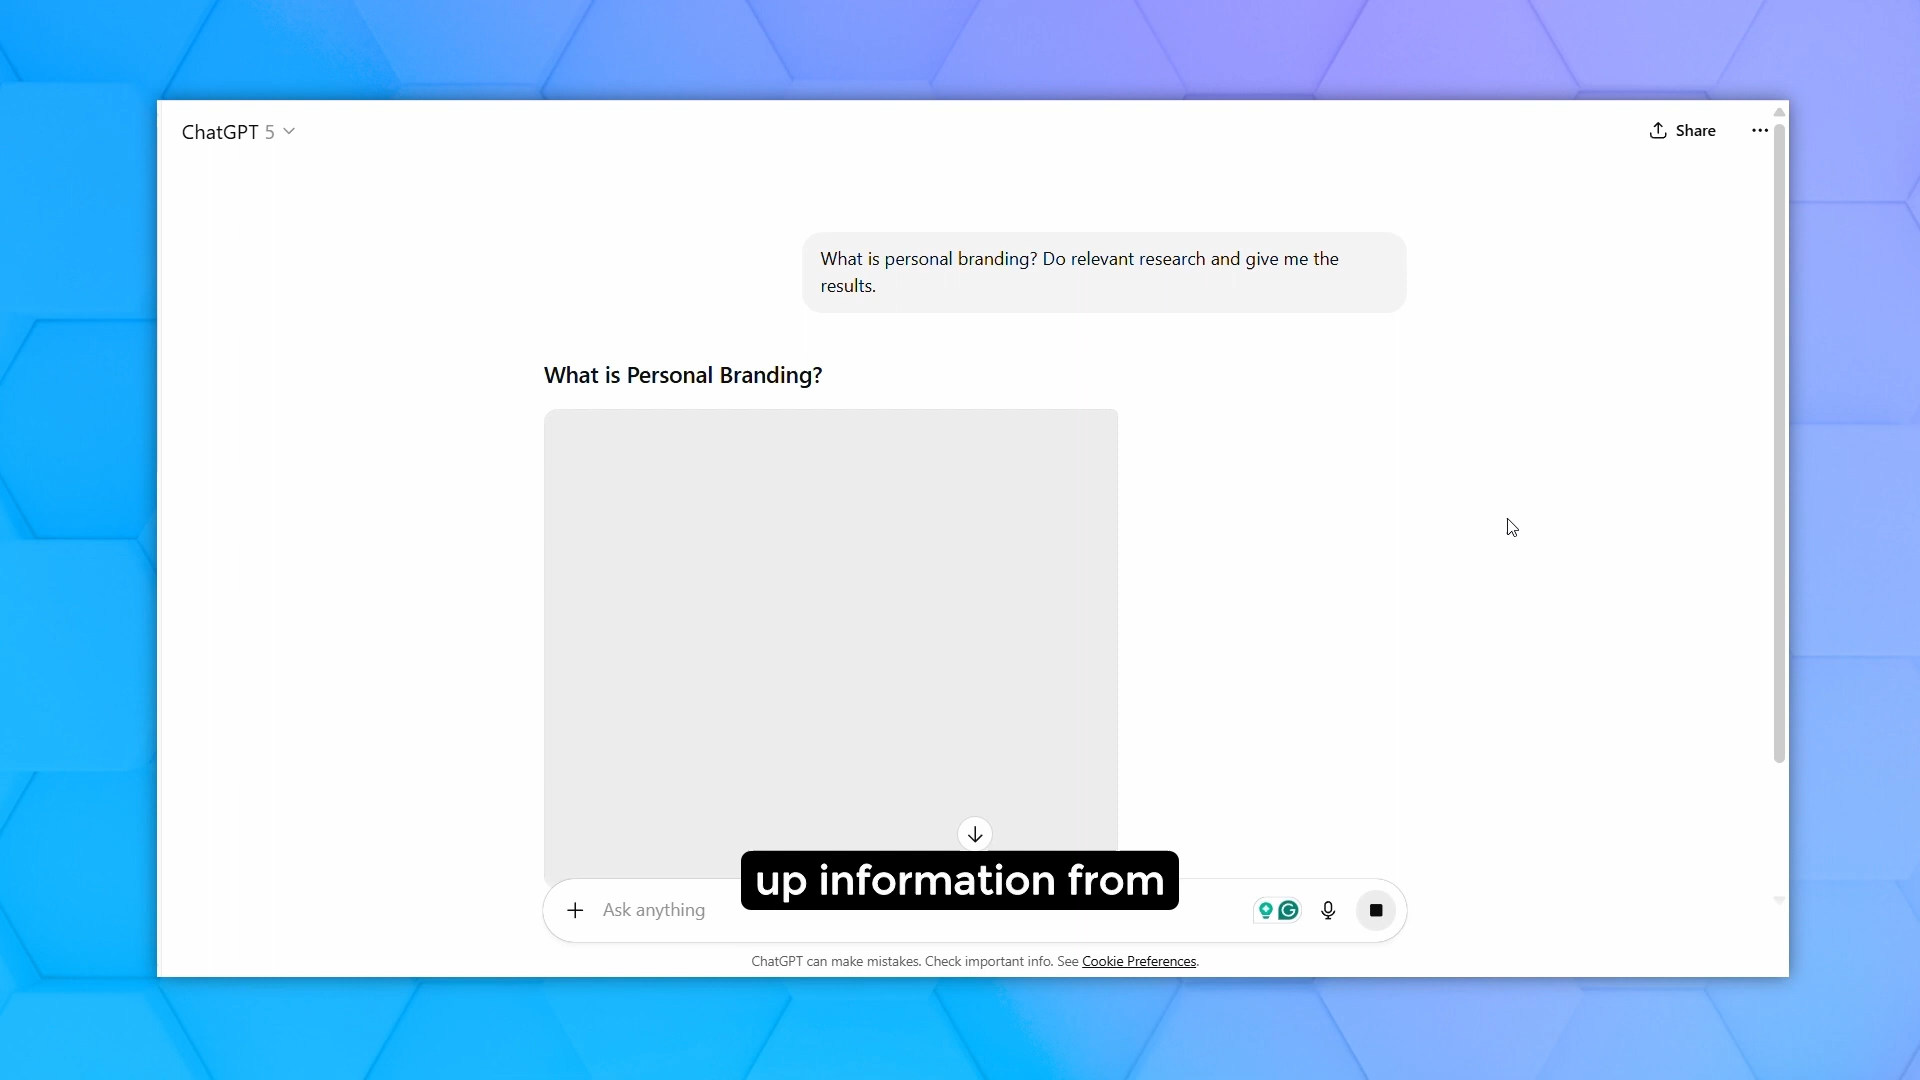 ChatGPT 5
Share
What is personal branding? Do relevant research and give me the
results.
What is Personal Branding?
up information from
Ask anything
ChatGPT can make mistakes. Check important info. See Cookie Preferences.